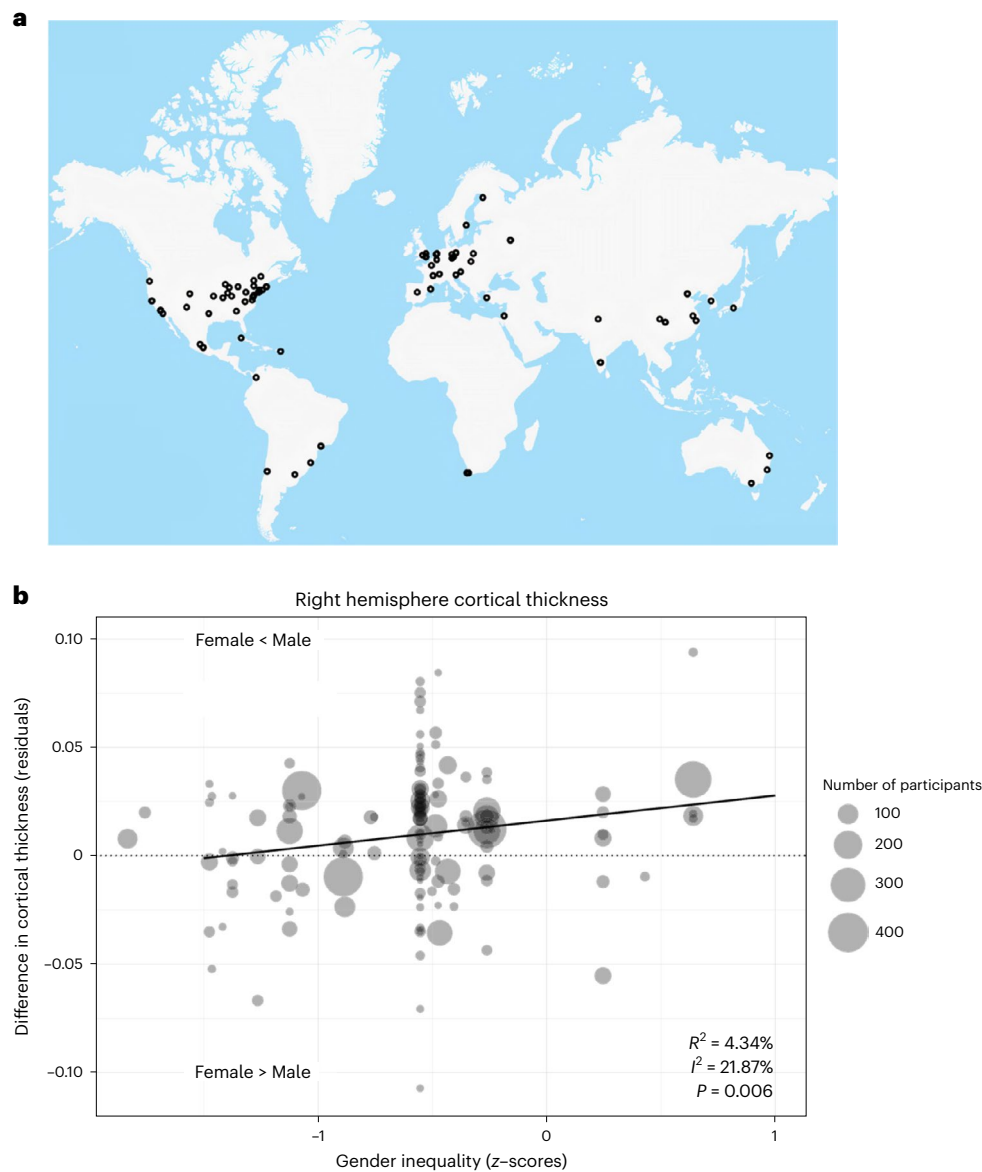 a
b
Right hemisphere cortical thickness
Female < Male
0.10
0.05
0
−0.05
−0.10
Difference in cortical thickness (residuals)
Female > Male
R² = 4.34%
I² = 21.87%
P = 0.006
−1
0
1
Gender inequality (z–scores)
Number of participants
100
200
300
400